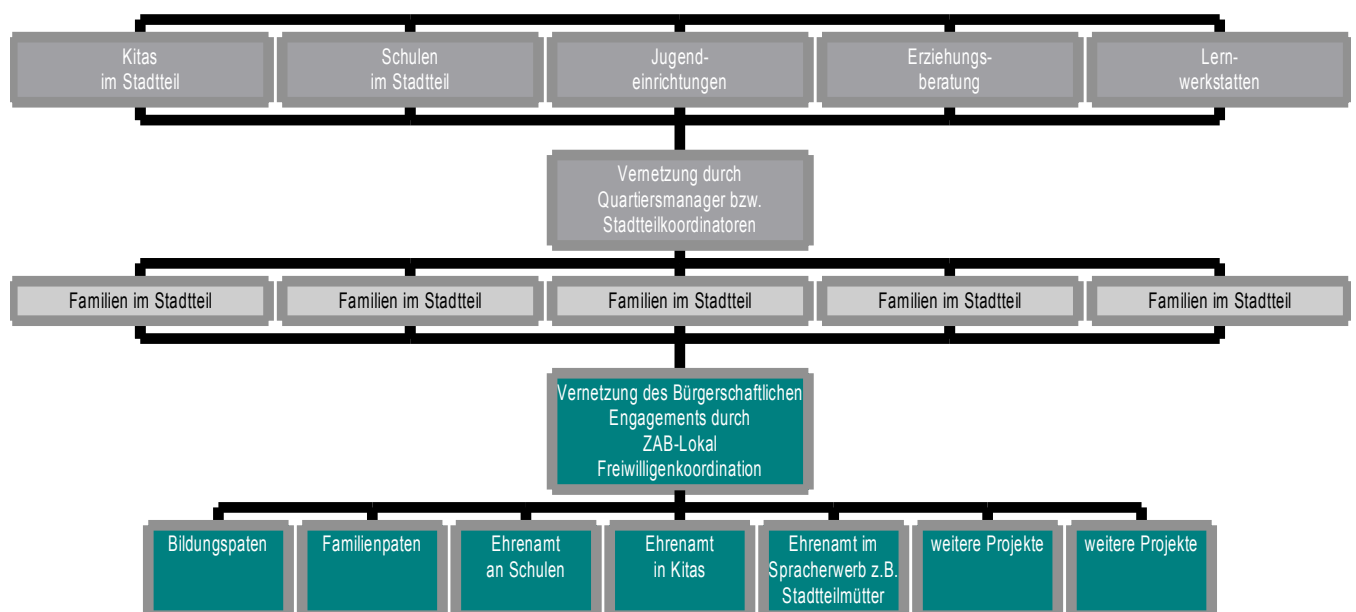 Kitas
im Stadtteil
Schulen
im Stadtteil
Jugend-
einrichtungen
Erziehungs-
beratung
Lern-
werkstatten
Vernetzung durch
Quartiersmanager bzw.
Stadtteilkoordinatoren
Familien im Stadtteil
Familien im Stadtteil
Familien im Stadtteil
Familien im Stadtteil
Familien im Stadtteil
Vernetzung des Bürgerschaftlichen
Engagements durch
ZAB-Lokal
Freiwilligenkoordination
Bildungspaten
Familienpaten
Ehrenamt
an Schulen
Ehrenamt
in Kitas
Ehrenamt im
Spracherwerb z.B.
Stadtteilmütter
weitere Projekte
weitere Projekte